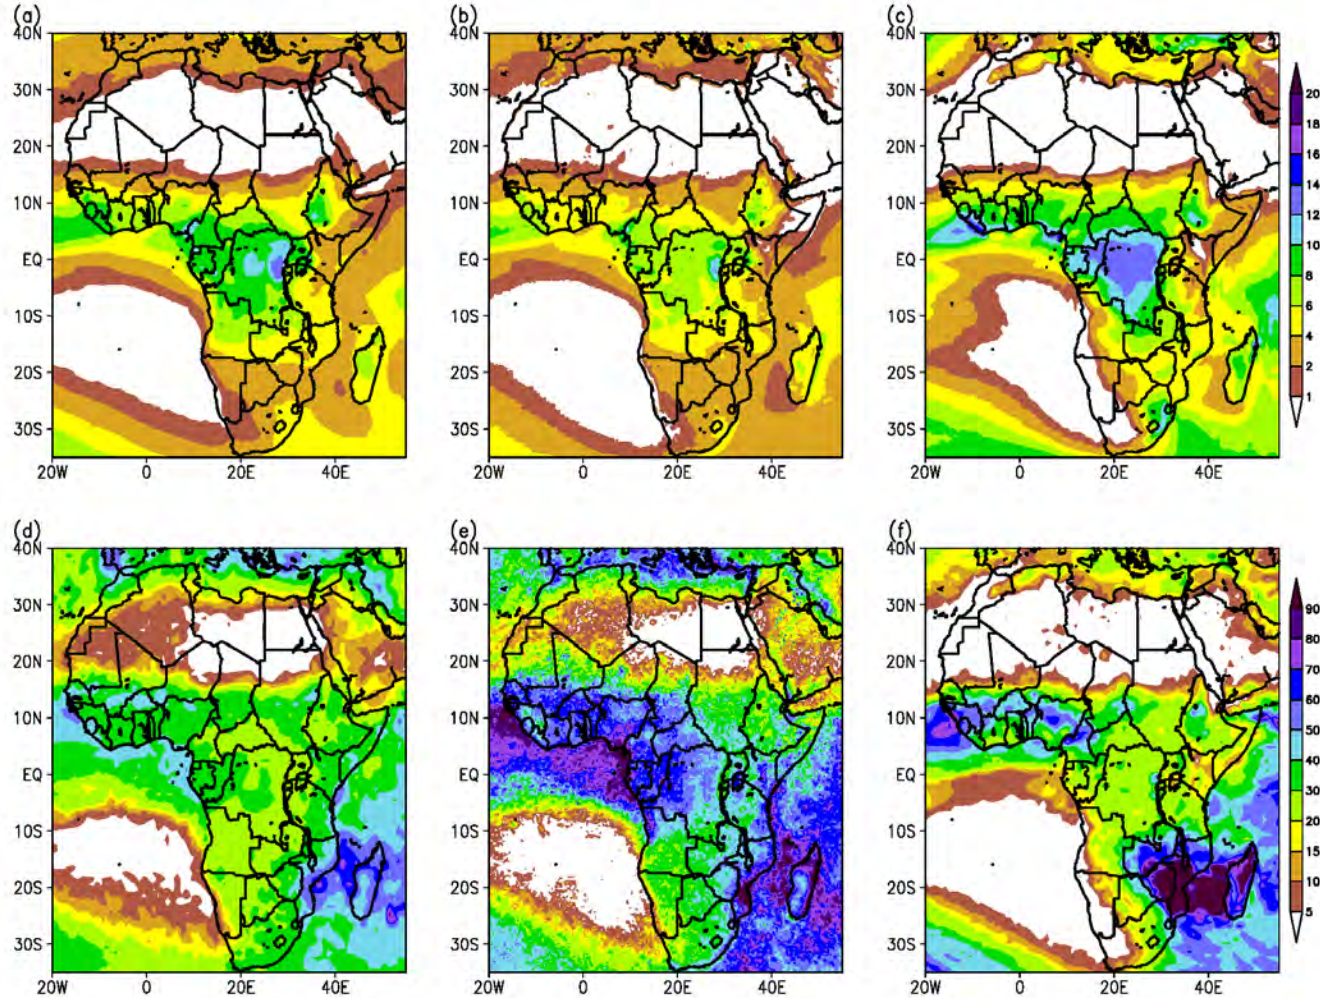 (a) (b) (c)
40N 40N 40N
30N 30N 30N
20N 20N 20N
10N 10N 10N
EQ EQ EQ
10S 10S 10S
20S 20S 20S
30S 30S 30S
20W 0 20E 40E 20W 0 20E 40E 20W 0 20E 40E
20
18
16
14
12
10
8
6
4
2
1
(d) (e) (f)
40N 40N 40N
30N 30N 30N
20N 20N 20N
10N 10N 10N
EQ EQ EQ
10S 10S 10S
20S 20S 20S
30S 30S 30S
20W 0 20E 40E 20W 0 20E 40E 20W 0 20E 40E
90
80
70
60
50
40
30
20
15
10
5